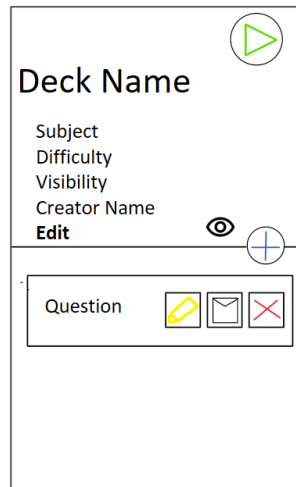 Deck Name
Subject
Difficulty
Visibility
Creator Name
Edit
Question